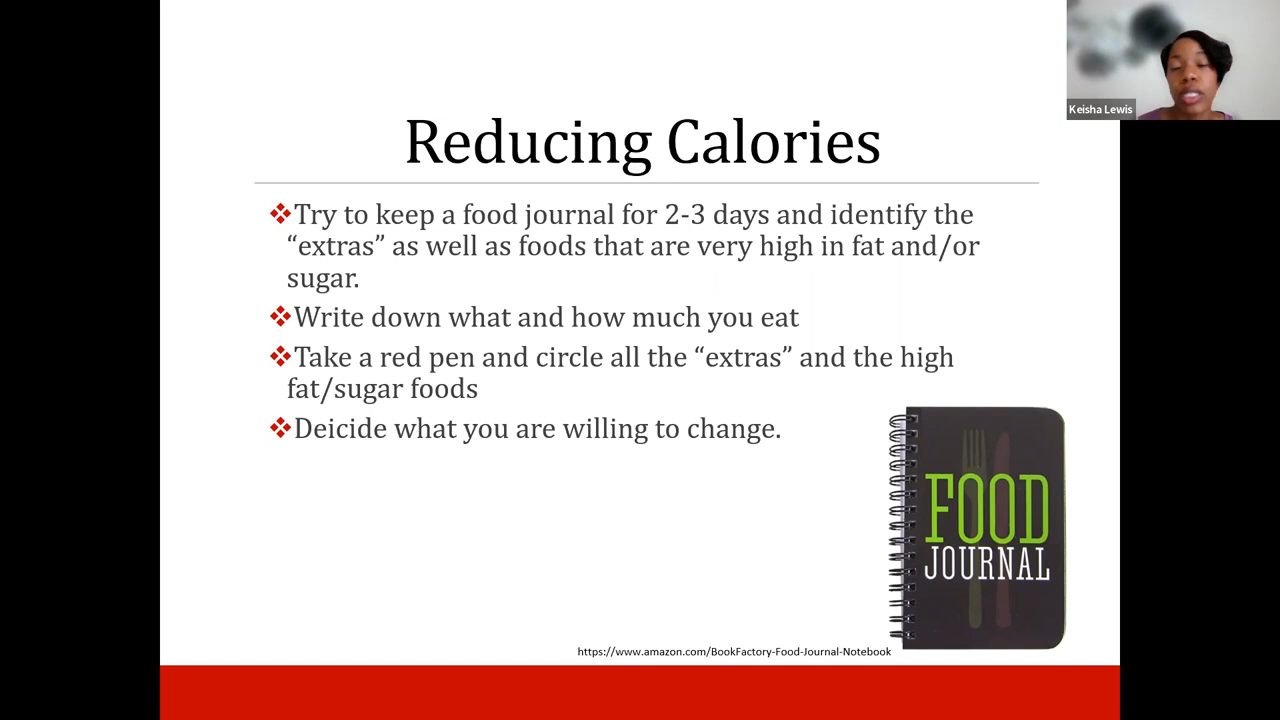 Keisha Lewis
Reducing Calories
❖Try to keep a food journal for 2-3 days and identify the
“extras” as well as foods that are very high in fat and/or
sugar.
❖Write down what and how much you eat
❖Take a red pen and circle all the “extras” and the high
fat/sugar foods
❖Deicide what you are willing to change.
FOOD
JOURNAL
https://www.amazon.com/BookFactory-Food-Journal-Notebook